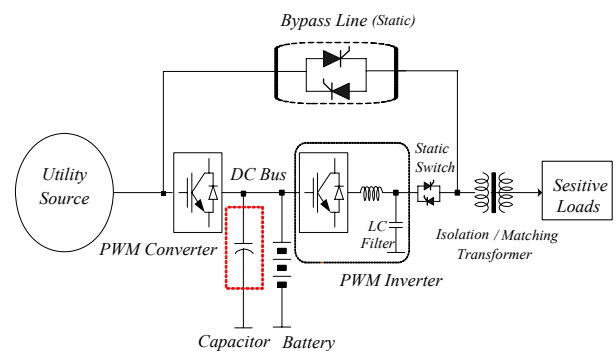 Bypass Line (Static)
Utility
Source
PWM Converter
DC Bus
Capacitor
Battery
LC
Filter
PWM Inverter
Static
Switch
Isolation / Matching
Transformer
Sesitive
Loads